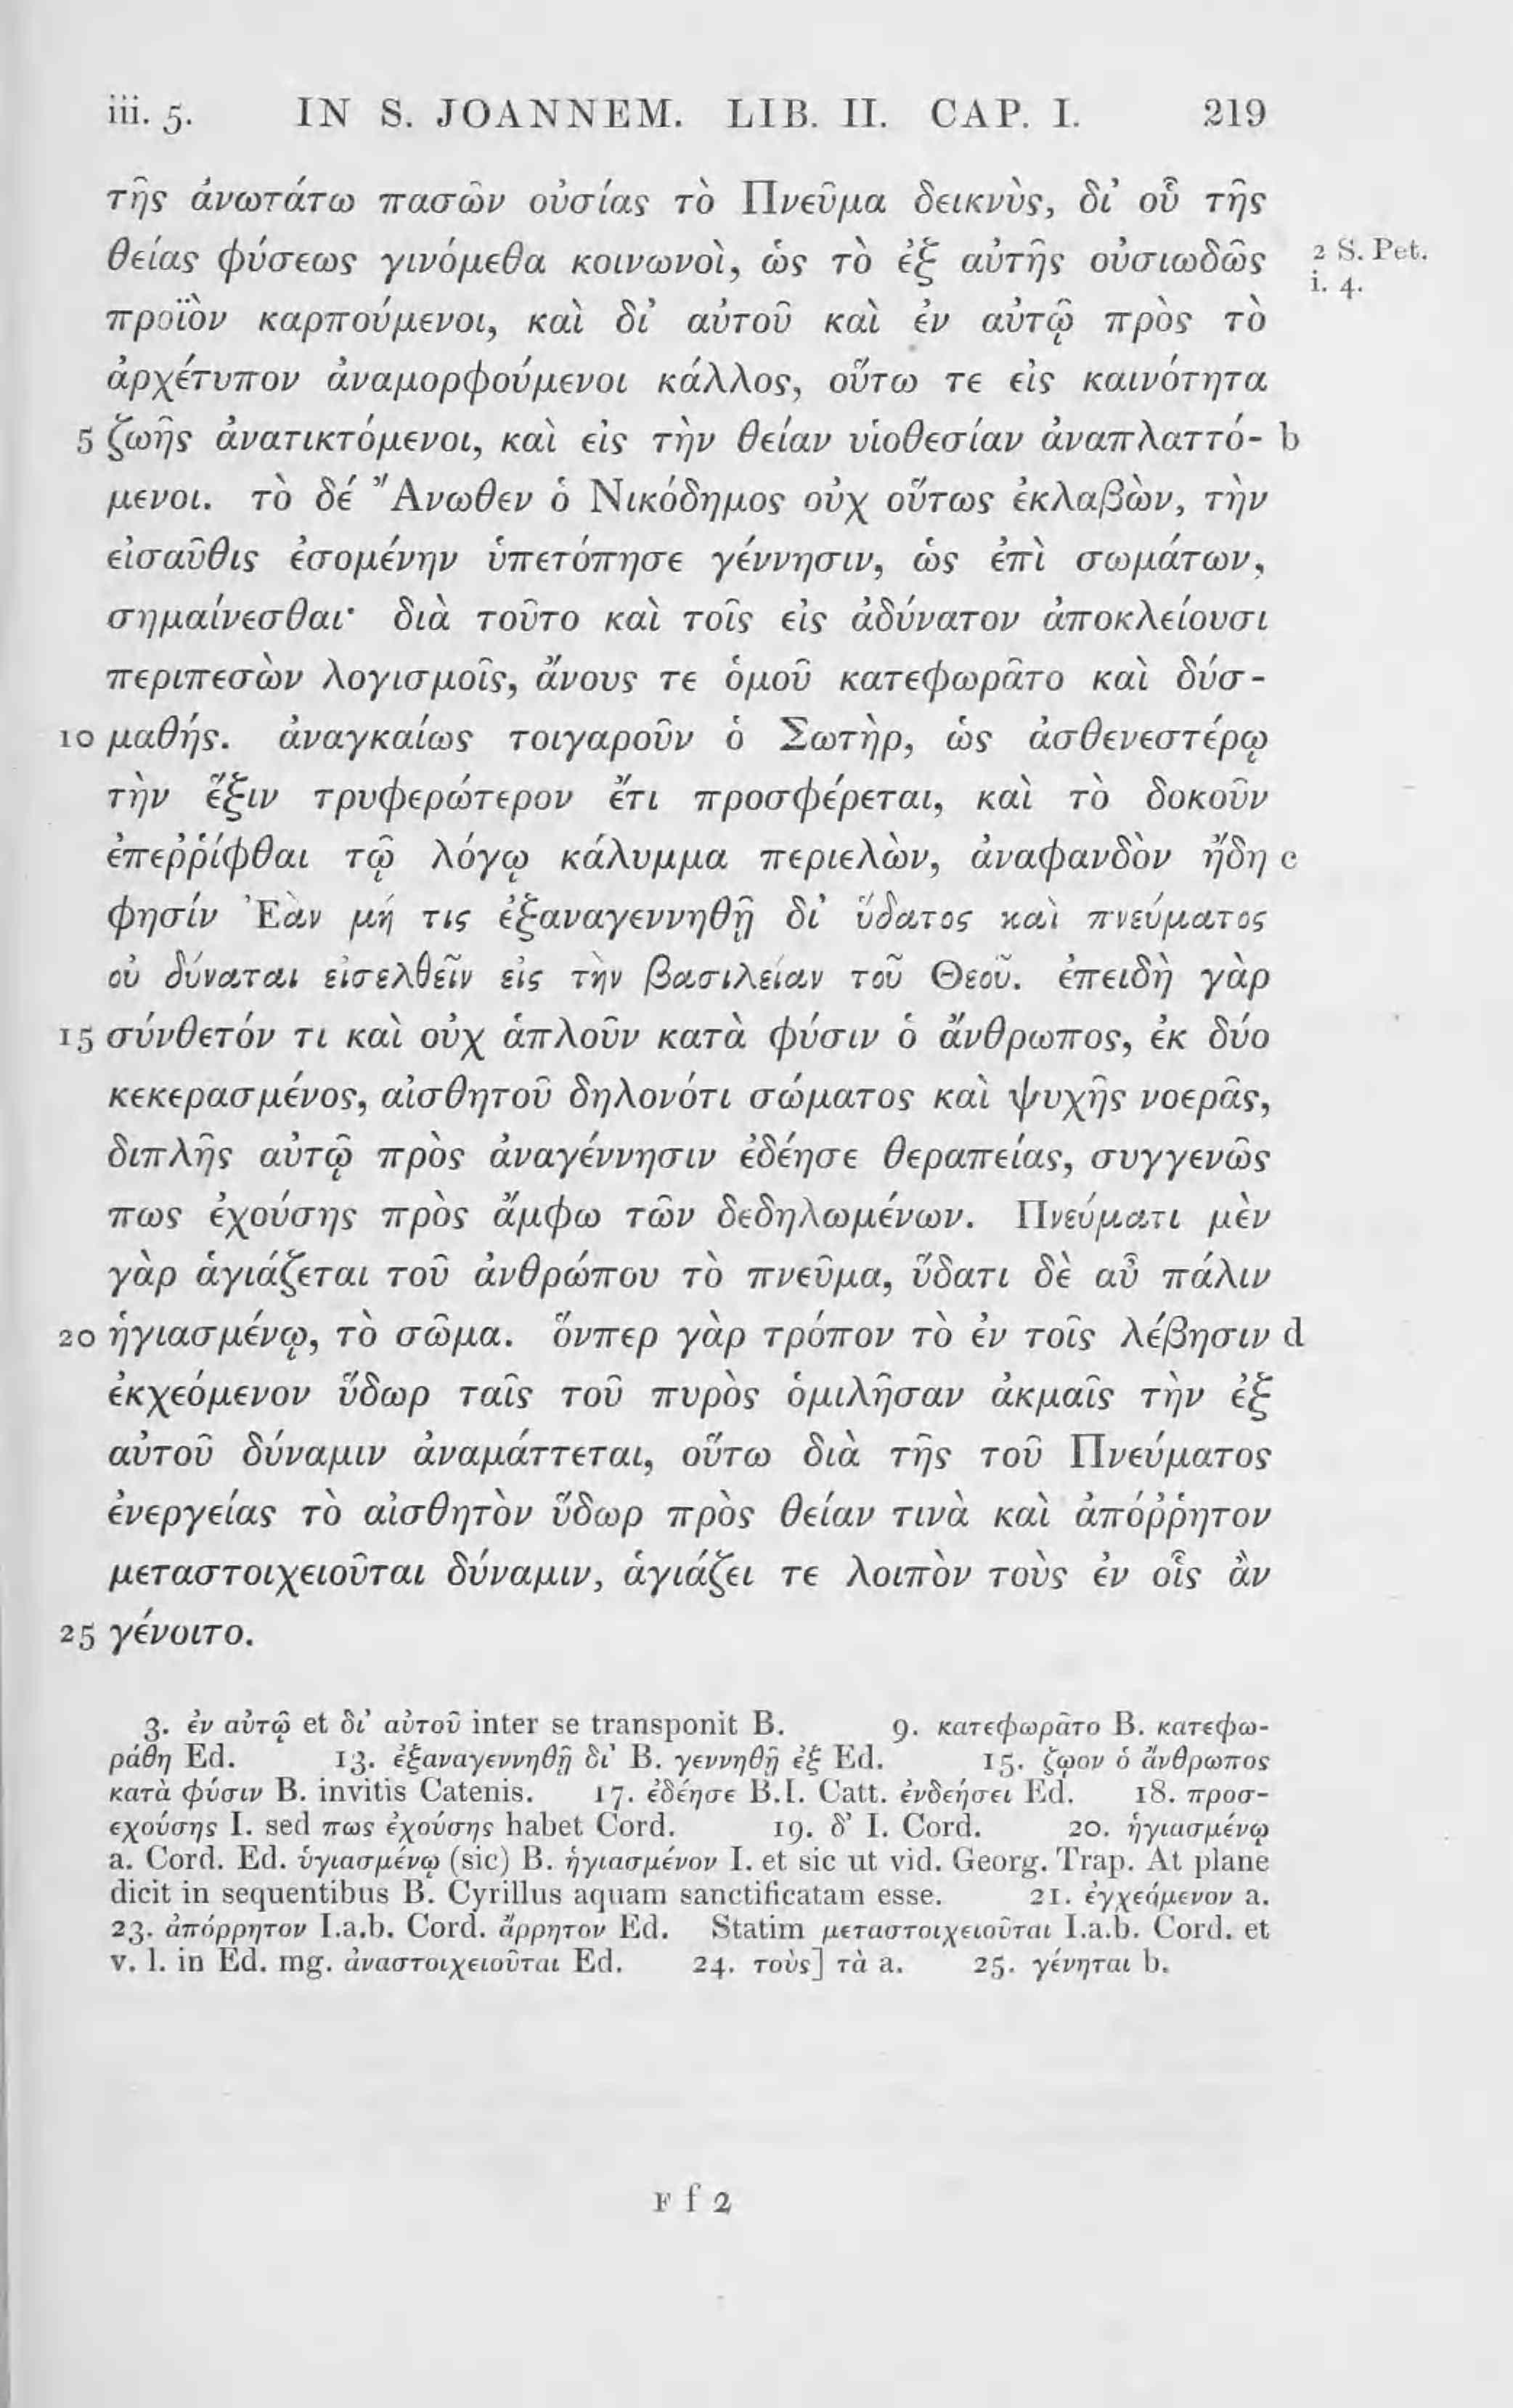 iii. 5. IN S. JOANNEM. LIB. II. CAP. I. 219
τῆς ἀνωτάτω πασῶν οὐσίας τὸ Πνεῦμα δεικνὺς, δι’ οὗ τῆς
θείας φύσεως γινόμεθα κοινωνοὶ, ὡς τὸ ἐξ αὐτῆς οὐσιωδῶς 2 S. Pet.
i. 4.
προϊὸν καρπούμενοι, καὶ δι’ αὐτοῦ καὶ ἐν αὐτῷ πρὸς τὸ
ἀρχέτυπον ἀναμορφούμενοι κάλλος, οὕτω τε εἰς καινότητα
5 ζωῆς ἀνατικτόμενοι, καὶ εἰς τὴν θείαν υἱοθεσίαν ἀναπλαττό- b
μενοι. τὸ δέ Ἄνωθεν ὁ Νικόδημος οὐχ οὕτως ἐκλαβὼν, τὴν
εἰσαῦθις ἐσομένην ὑπετόπησε γέννησιν, ὡς ἐπὶ σωμάτων,
σημαίνεσθαι· διὰ τοῦτο καὶ τοῖς εἰς ἀδύνατον ἀποκλείουσι
περιπεσὼν λογισμοῖς, ἄνους τε ὁμοῦ κατεφωρᾶτο καὶ δύσ-
10 μαθής. ἀναγκαίως τοιγαροῦν ὁ Σωτὴρ, ὡς ἀσθενεστέρῳ
τὴν ἕξιν τρυφερώτερον ἔτι προσφέρεται, καὶ τὸ δοκοῦν
ἐπεῤῥίφθαι τῷ λόγῳ κάλυμμα περιελὼν, ἀναφανδὸν ἤδη c
φησίν Ἐὰν μή τις ἐξαναγεννηθῇ δι’ ὕδατος καὶ πνεύματος
οὐ δύναται εἰσελθεῖν εἰς τὴν βασιλείαν τοῦ Θεοῦ. ἐπειδὴ γὰρ
15 σύνθετόν τι καὶ οὐχ ἁπλοῦν κατὰ φύσιν ὁ ἄνθρωπος, ἐκ δύο
κεκερασμένος, αἰσθητοῦ δηλονότι σώματος καὶ ψυχῆς νοερᾶς,
διπλῆς αὐτῷ πρὸς ἀναγέννησιν ἐδέησε θεραπείας, συγγενῶς
πως ἐχούσης πρὸς ἄμφω τῶν δεδηλωμένων. Πνεύματι μὲν
γὰρ ἁγιάζεται τοῦ ἀνθρώπου τὸ πνεῦμα, ὕδατι δὲ αὖ πάλιν
20 ἡγιασμένῳ, τὸ σῶμα. ὅνπερ γὰρ τρόπον τὸ ἐν τοῖς λέβησιν d
ἐκχεόμενον ὕδωρ ταῖς τοῦ πυρὸς ὁμιλῆσαν ἀκμαῖς τὴν ἐξ
αὐτοῦ δύναμιν ἀναμάττεται, οὕτω διὰ τῆς τοῦ Πνεύματος
ἐνεργείας τὸ αἰσθητὸν ὕδωρ πρὸς θείαν τινὰ καὶ ἀπόῤῥητον
μεταστοιχειοῦται δύναμιν, ἁγιάζει τε λοιπὸν τοὺς ἐν οἷς ἂν
25 γένοιτο.
3. ἐν αὐτῷ et δι’ αὐτοῦ inter se transponit B. 9. κατεφωρᾶτο B. κατεφω-
ράθη Ed. 13. ἐξαναγεννηθῇ δι’ B. γεννηθῇ ἐξ Ed. 15. ζῳον ὁ ἄνθρωπος
κατὰ φύσιν B. invitis Catenis. 17. ἐδέησε B.I. Catt. ἐνδεήσει Ed. 18. προσ-
εχούσης I. sed πως ἐχούσης habet Cord. 19. δ’ I. Cord. 20. ἡγιασμένῳ
a. Cord. Ed. ὑγιασμένῳ (sic) B. ἡγιασμένον I. et sic ut vid. Georg. Trap. At plane
dicit in sequentibus B. Cyrillus aquam sanctificatam esse. 21. ἐγχεόμενον a.
23. ἀπόρρητον I.a.b. Cord. ἄρρητον Ed. Statim μεταστοιχειοῦται I.a.b. Cord. et
v. l. in Ed. mg. ἀναστοιχειοῦται Ed. 24. τοὺς] τὰ a. 25. γένηται b.
F f 2